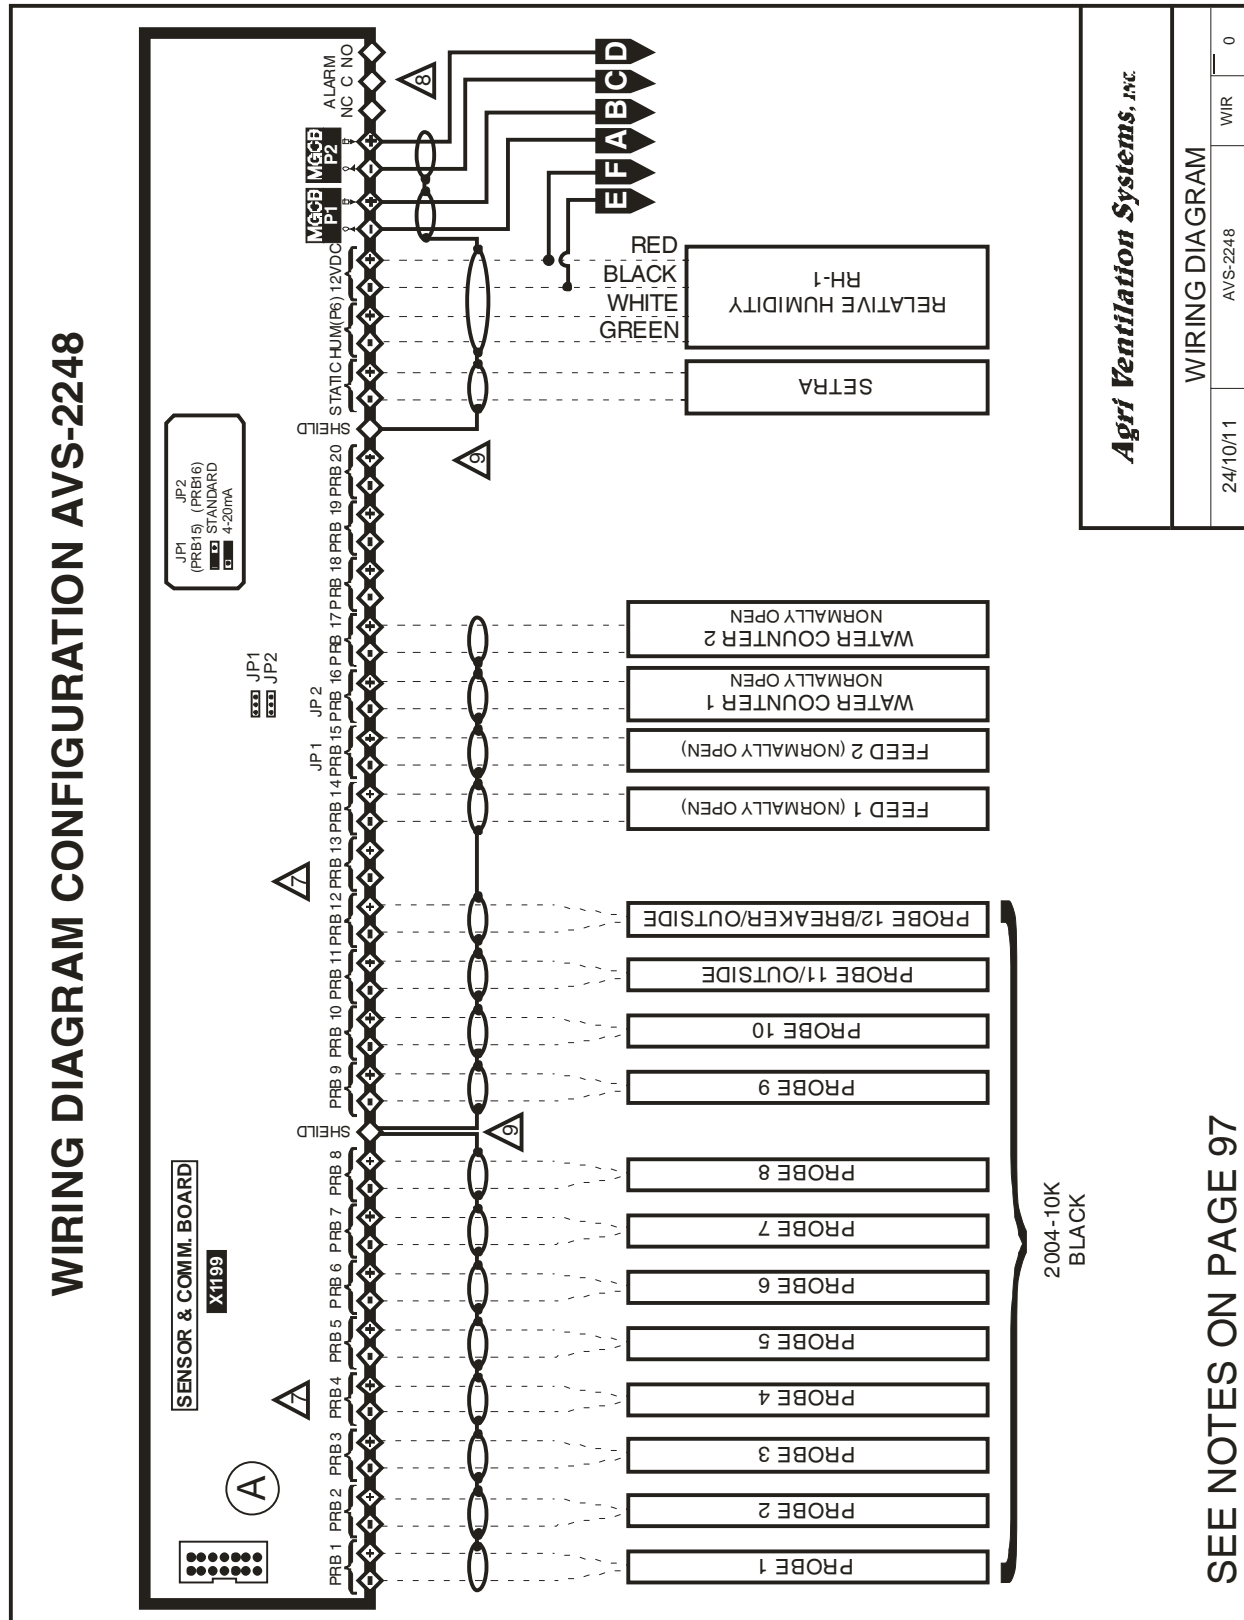 WIRING DIAGRAM CONFIGURATION AVS-2248
SENSOR & COMM. BOARD
X1199
A
JP1
JP2
JP1 JP2
(PRB15) (PRB16)
STANDARD
4-20mA
7
7
JP1
JP2
PRB 1
PRB 2
PRB 3
PRB 4
PRB 5
PRB 6
PRB 7
PRB 8
SHEILD
PRB 9
PRB 10
PRB 11
PRB 12
PRB 13
PRB 14
PRB 15
PRB 16
PRB 17
PRB 18
PRB 19
PRB 20
SHEILD
STATIC
HUM(P6)
12VDC
MGCB
P1
MGCB
P2
ALARM
NC C NO
9
9
8
PROBE 1
PROBE 2
PROBE 3
PROBE 4
PROBE 5
PROBE 6
PROBE 7
PROBE 8
PROBE 9
PROBE 10
PROBE 11/OUTSIDE
PROBE 12/BREAKER/OUTSIDE
FEED 1 (NORMALLY OPEN)
FEED 2 (NORMALLY OPEN)
WATER COUNTER 1
NORMALLY OPEN
WATER COUNTER 2
NORMALLY OPEN
SETRA
RELATIVE HUMIDITY
RH-1
RED
BLACK
WHITE
GREEN
E
F
A
B
C
D
2004-10K
BLACK
SEE NOTES ON PAGE 97
Agri Ventilation Systems, INC.
WIRING DIAGRAM
24/10/11
AVS-2248
WIR
0